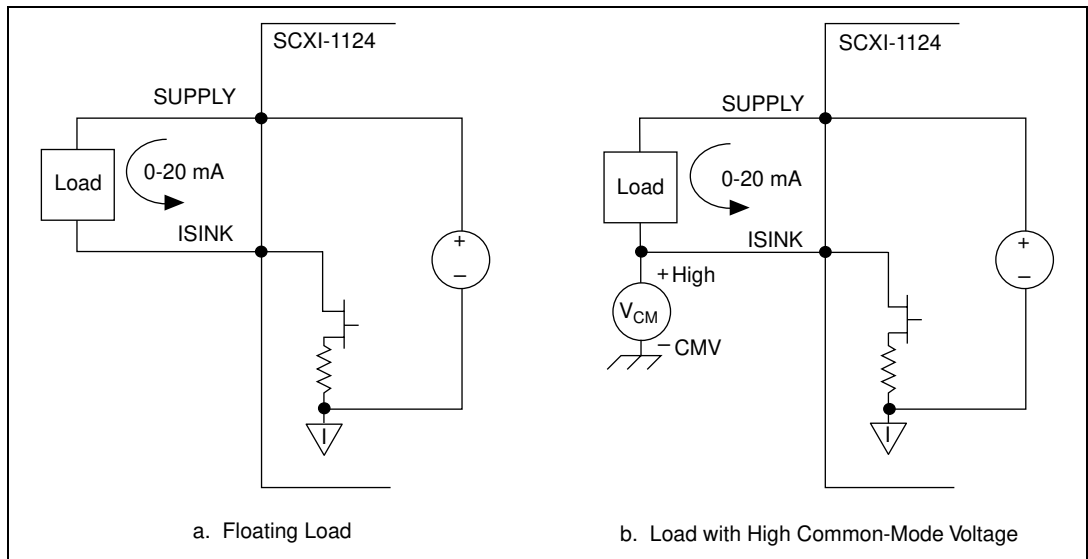 SCXI-1124
SUPPLY
Load
0-20 mA
ISINK
+
–
I
a. Floating Load
SCXI-1124
SUPPLY
Load
0-20 mA
ISINK
+High
VCM
– CMV
+
–
I
b. Load with High Common-Mode Voltage